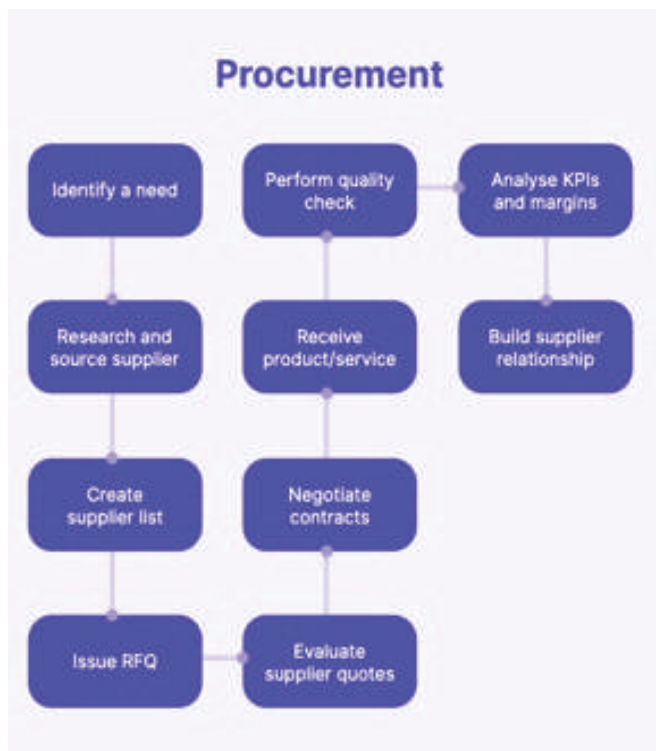 Procurement
Identify a need
Research and
source supplier
Create
supplier list
Issue RFQ
Evaluate
supplier quotes
Negotiate
contracts
Receive
product/service
Perform quality
check
Analyse KPIs
and margins
Build supplier
relationship